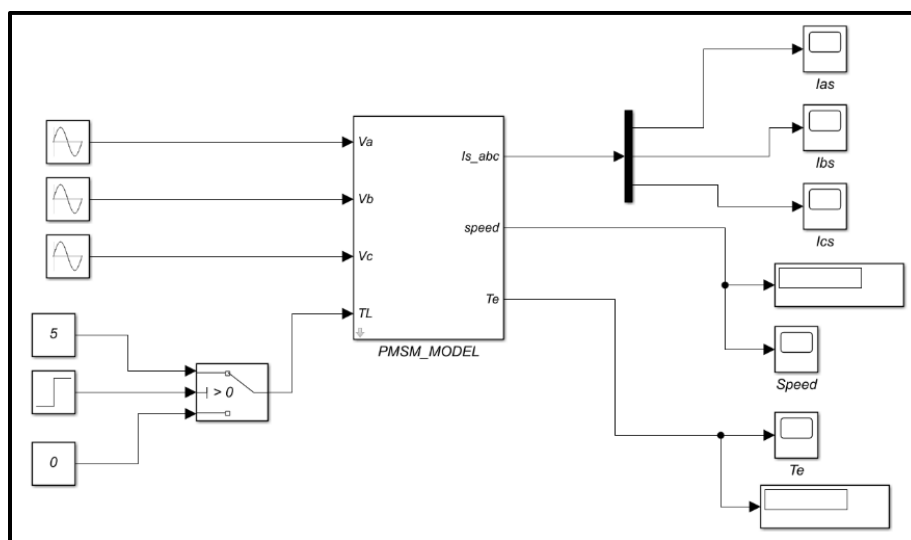 Ias
Va
Is_abc
Ibs
Vb
speed
Ics
Vc
Te
TL
5
PMSM_MODEL
> 0
Speed
0
Te